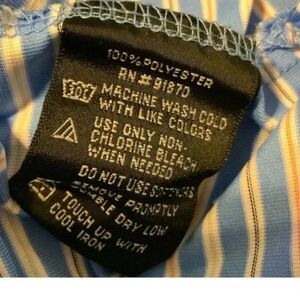 100% POLYESTER
RN #91870
MACHINE WASH COLD
WITH LIKE COLORS
USE ONLY NON-
CHLORINE BLEACH
WHEN NEEDED
DO NOT USE SOFTENERS
REMOVE PROMPTLY
TUMBLE DRY LOW
TOUCH UP WITH
COOL IRON